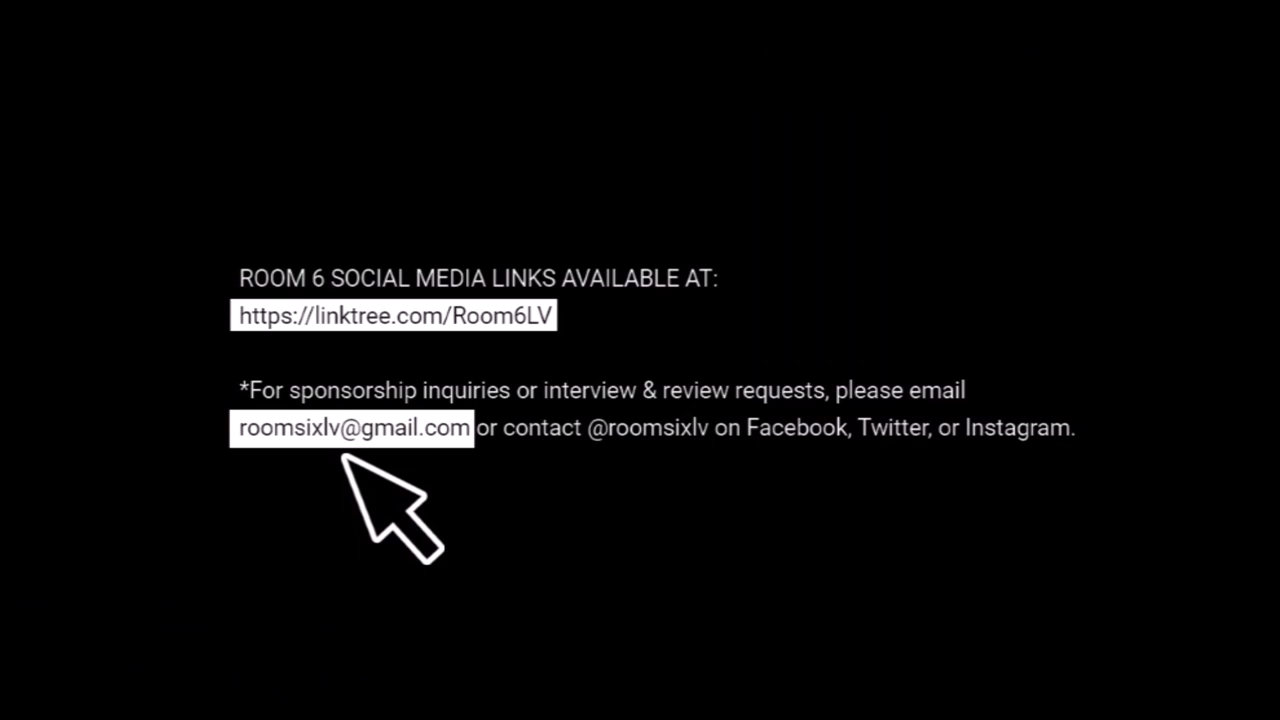 ROOM 6 SOCIAL MEDIA LINKS AVAILABLE AT:
https://linktree.com/Room6LV
*For sponsorship inquiries or interview & review requests, please email
roomsixlv@gmail.com or contact @roomsixlv on Facebook, Twitter, or Instagram.